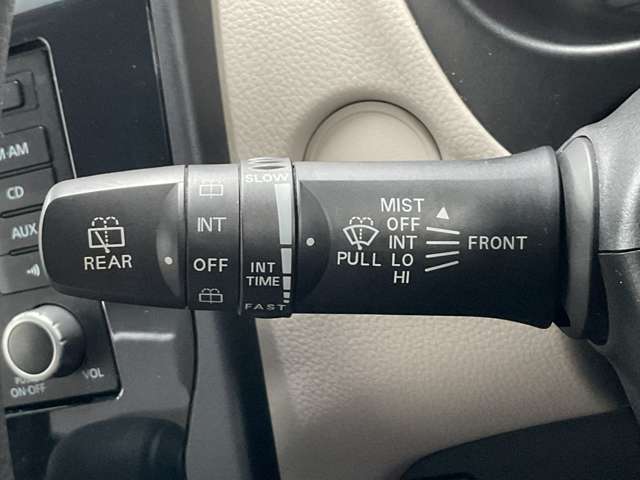 M·AM
CD
AUX
VOL
ON·OFF
REAR
INT
OFF
SLOW
INT
TIME
FAST
PULL
MIST
OFF
INT
LO
HI
FRONT